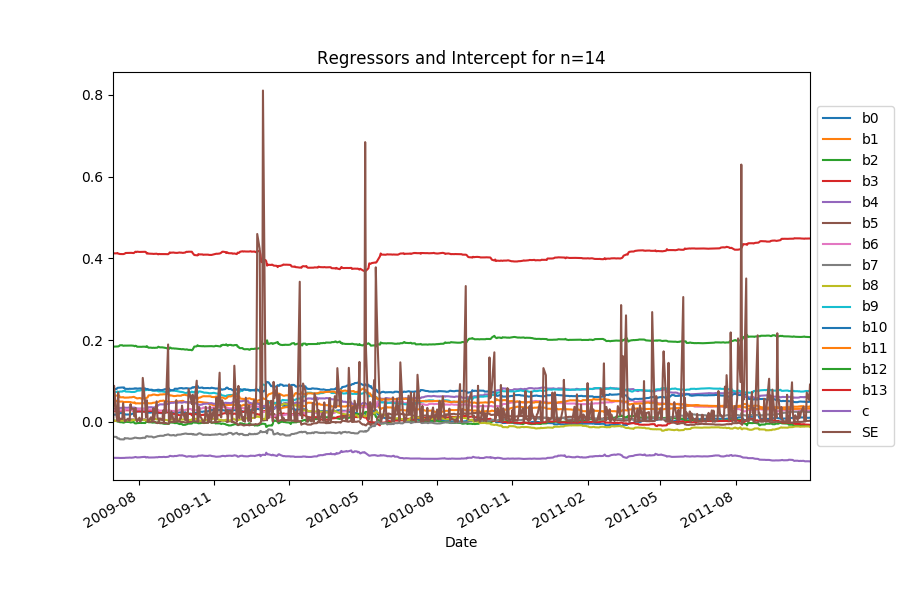 Regressors and Intercept for n=14
0.8
0.6
0.4
0.2
0.0
2009-08
2009-11
2010-02
2010-05
2010-08
2010-11
2011-02
2011-05
2011-08
Date
b0
b1
b2
b3
b4
b5
b6
b7
b8
b9
b10
b11
b12
b13
c
SE